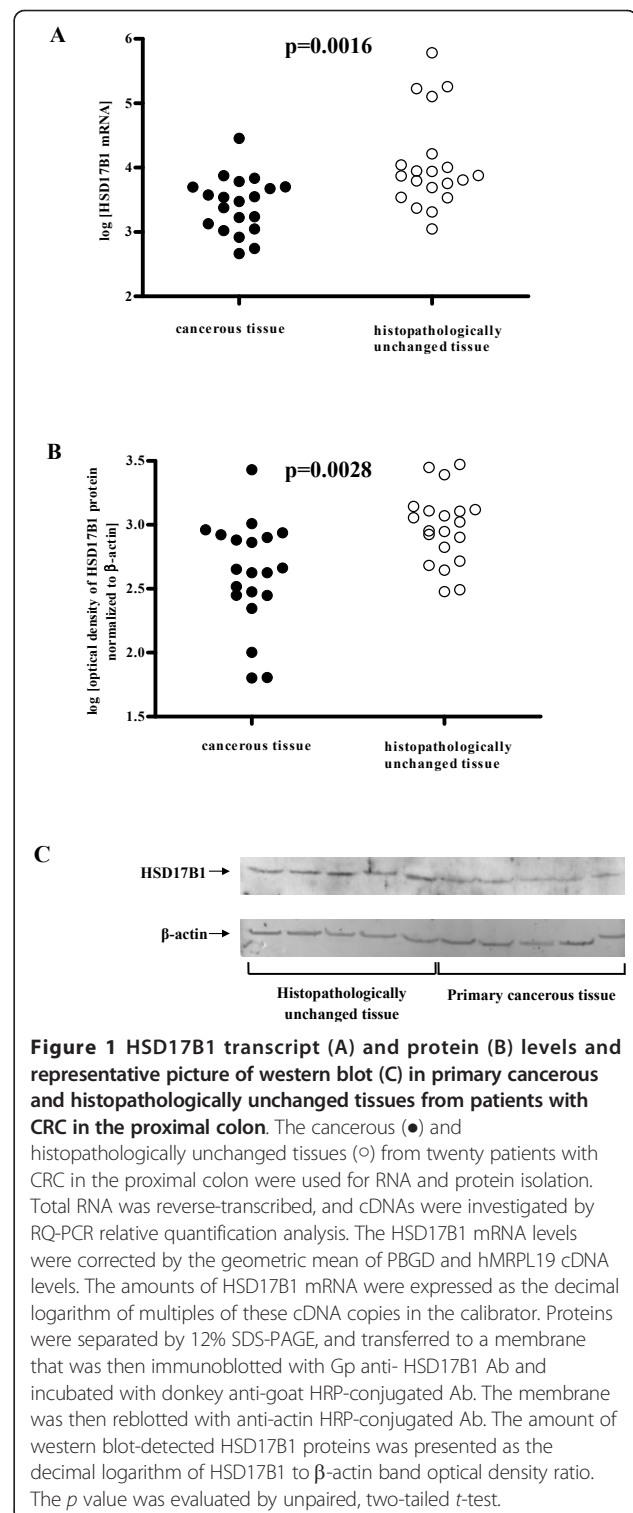 A
p=0.0016
6
5
4
3
2
log [HSD17B1 mRNA]
cancerous tissue
histopathologically
unchanged tissue
B
p=0.0028
3.5
3.0
2.5
2.0
1.5
log [optical density of HSD17B1 protein
normalized to β-actin]
cancerous tissue
histopathologically
unchanged tissue
C
HSD17B1
β-actin
Histopathologically
unchanged tissue
Primary cancerous tissue
Figure 1 HSD17B1 transcript (A) and protein (B) levels and
representative picture of western blot (C) in primary cancerous
and histopathologically unchanged tissues from patients with
CRC in the proximal colon. The cancerous (●) and
histopathologically unchanged tissues (○) from twenty patients with
CRC in the proximal colon were used for RNA and protein isolation.
Total RNA was reverse-transcribed, and cDNAs were investigated by
RQ-PCR relative quantification analysis. The HSD17B1 mRNA levels
were corrected by the geometric mean of PBGD and hMRPL19 cDNA
levels. The amounts of HSD17B1 mRNA were expressed as the decimal
logarithm of multiples of these cDNA copies in the calibrator. Proteins
were separated by 12% SDS-PAGE, and transferred to a membrane
that was then immunoblotted with Gp anti- HSD17B1 Ab and
incubated with donkey anti-goat HRP-conjugated Ab. The membrane
was then reblotted with anti-actin HRP-conjugated Ab. The amount of
western blot-detected HSD17B1 proteins was presented as the
decimal logarithm of HSD17B1 to β-actin band optical density ratio.
The p value was evaluated by unpaired, two-tailed t-test.